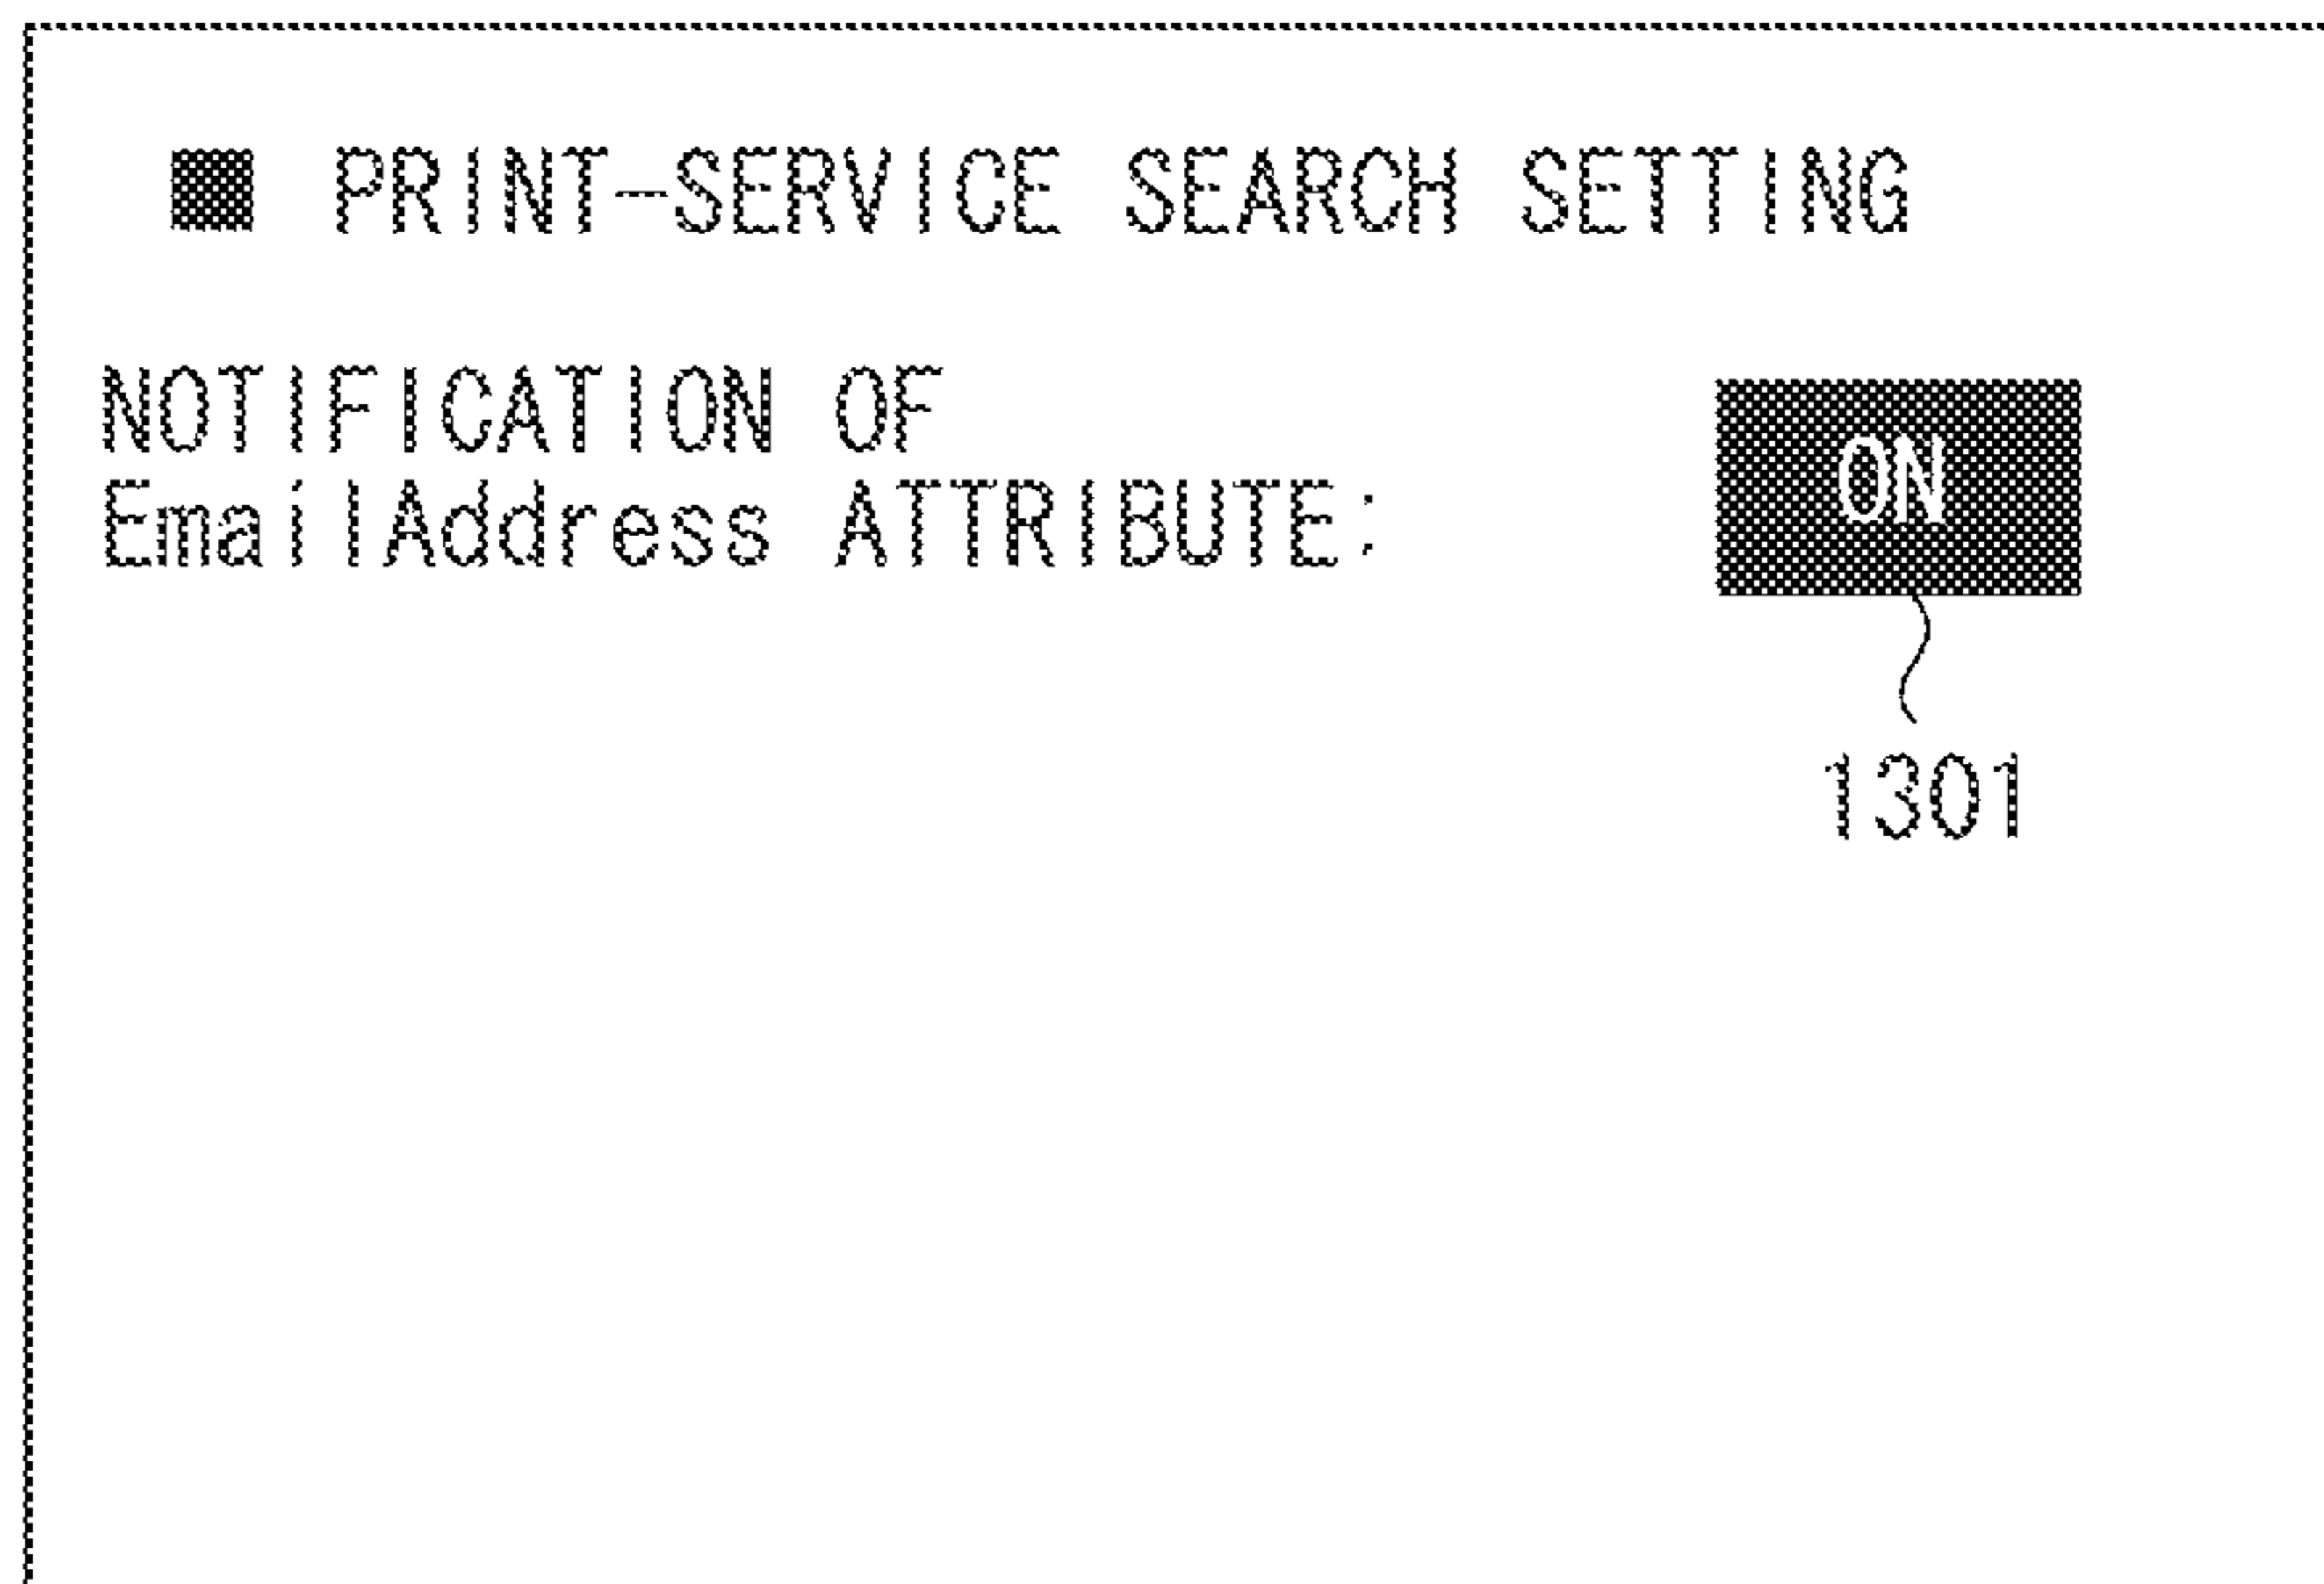 ■ PRINT-SERVICE SEARCH SETTING
NOTIFICATION OF
EmailAddress ATTRIBUTE:
ON
1301